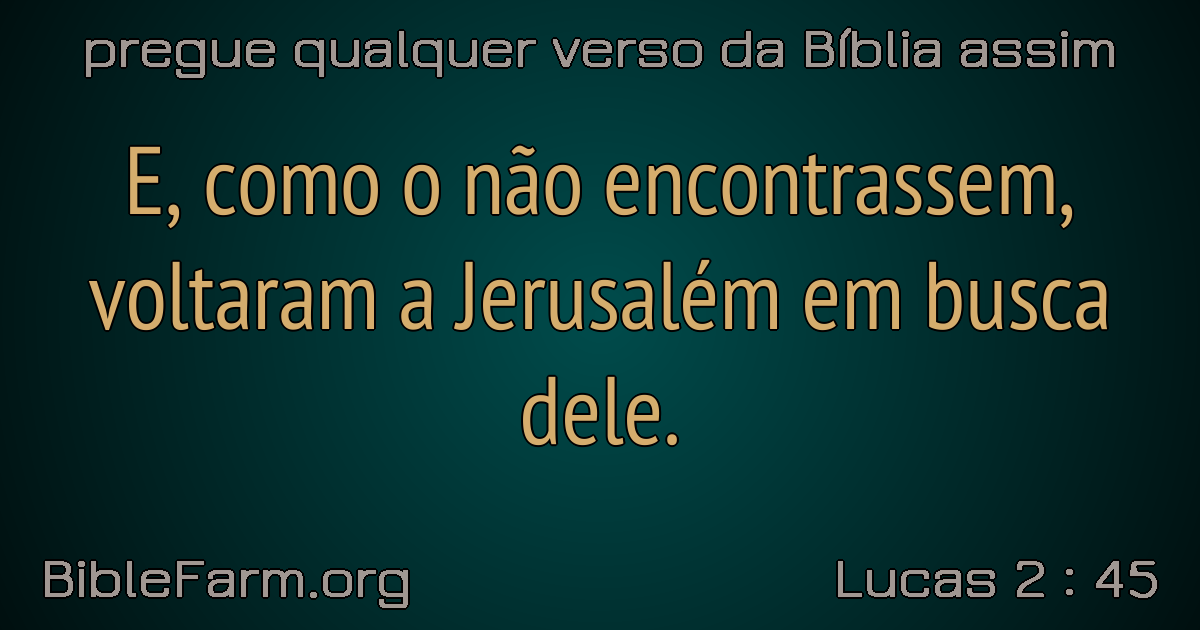 pregue qualquer verso da Bíblia assim
E, como o não encontrassem,
voltaram a Jerusalém em busca
dele.
BibleFarm.org
Lucas 2 : 45